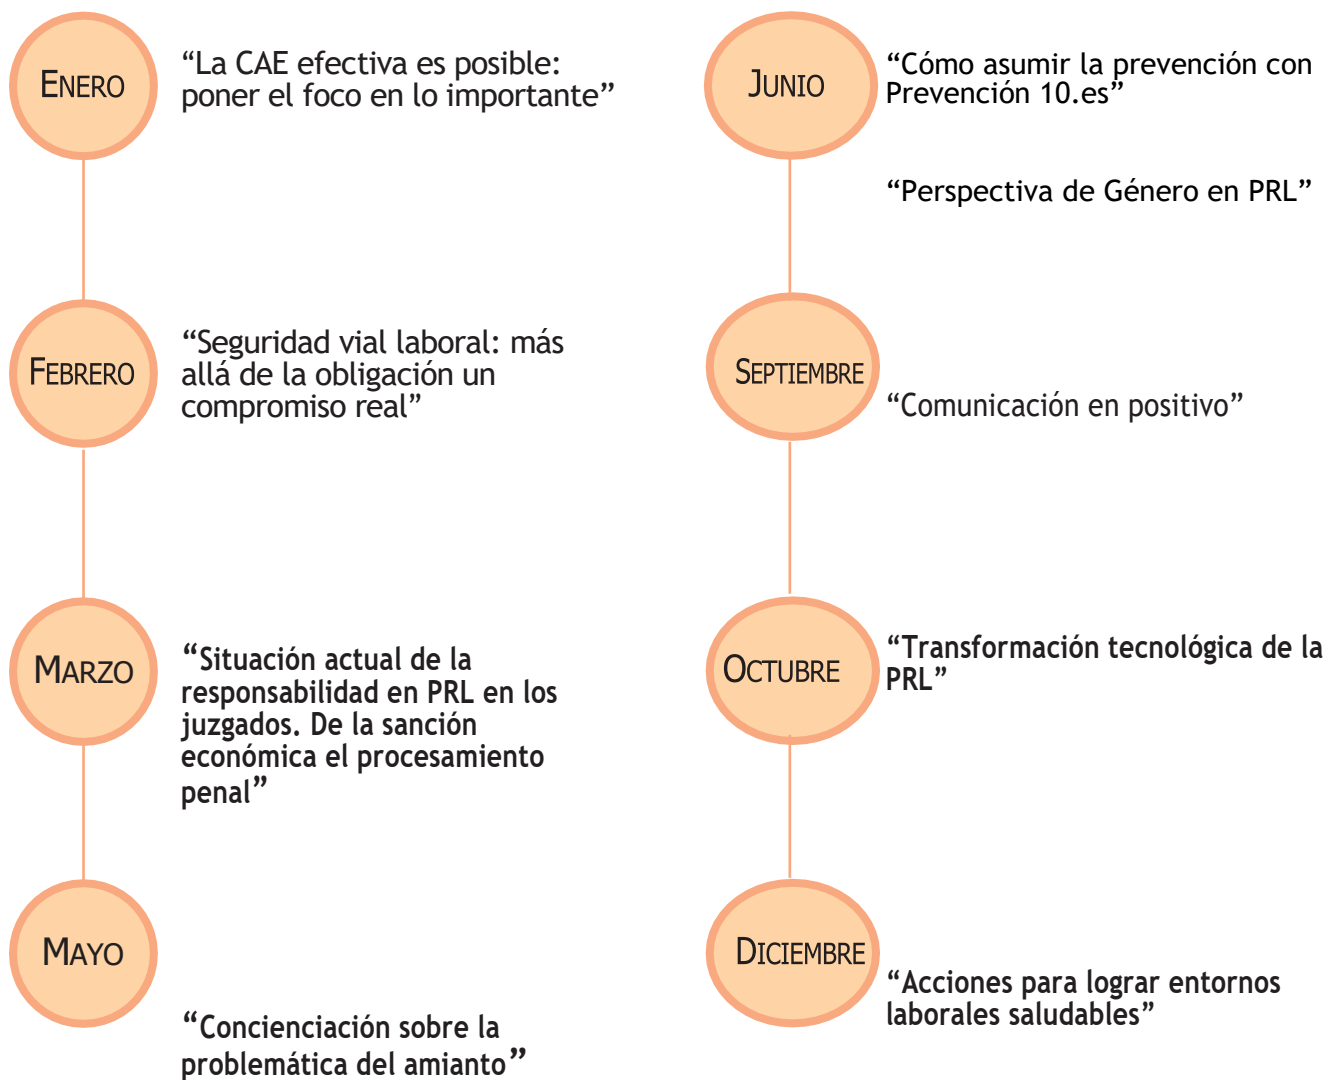 ENERO
“La CAE efectiva es posible:
poner el foco en lo importante”
FEBRERO
“Seguridad vial laboral: más
allá de la obligación un
compromiso real”
MARZO
“Situación actual de la
responsabilidad en PRL en los
juzgados. De la sanción
económica el procesamiento
penal”
MAYO
“Concienciación sobre la
problemática del amianto”
JUNIO
“Cómo asumir la prevención con
Prevención 10.es”
“Perspectiva de Género en PRL”
SEPTIEMBRE
“Comunicación en positivo”
OCTUBRE
“Transformación tecnológica de la
PRL”
DICIEMBRE
“Acciones para lograr entornos
laborales saludables”